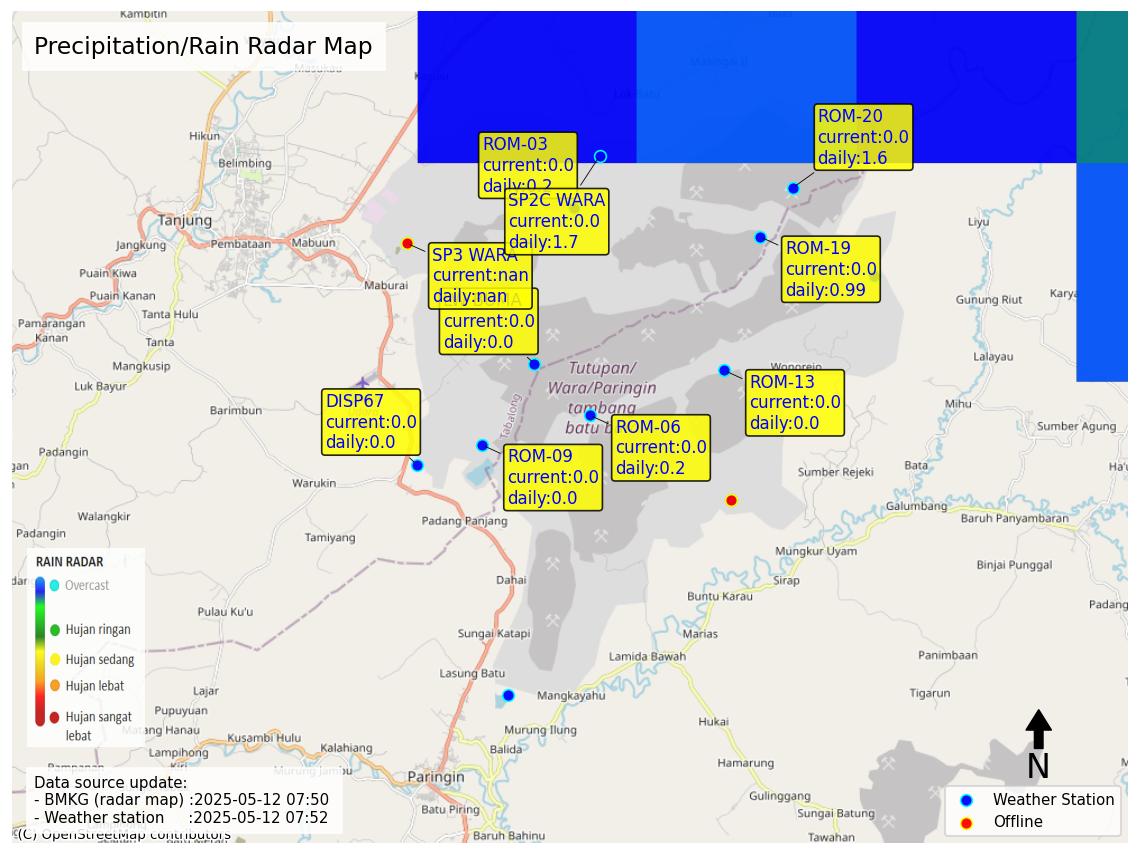 Precipitation/Rain Radar Map
Kambitin
Masukau
Kapau
Maningau II
Lok Batu
Hikun
Belimbing
Tanjung
Jangkung
Pembataan
Mabuun
Maburai
Puain Kiwa
Puain Kanan
Tanta Hulu
Pamarangan
Kanan
Tanta
Mangkusip
Luk Bayur
Barimbun
Warukin
Padang Panjang
Walangkir
Padangin
Tamiyang
Tabalong
Dahai
Pulau Ku'u
Sungai Katapi
Lasung Batu
Lajar
Pupuyuan
Matang Hanau
Lampihong
Kusambi Hulu
Kalahiang
Murung Jambu
Paringin
Batu Piring
Baruh Bahinu
Balida
Murung Ilung
Mangkayahu
Lamida Bawah
Marias
Buntu Karau
Sirap
Mungkur Uyam
Galumbang
Baruh Panyambaran
Binjai Punggal
Padang
Panimbaan
Tigarun
Hukai
Hamarung
Gulinggang
Sungai Batung
Tawahan
Liyu
Gunung Riut
Karya
Lalayau
Mihu
Sumber Agung
Bata
Sumber Rejeki
Wonorejo
Tutupan/
Wara/Paringin
tambang
batu b
ROM-03
current:0.0
daily:0.2
SP2C WARA
current:0.0
daily:1.7
ROM-20
current:0.0
daily:1.6
ROM-19
current:0.0
daily:0.99
SP3 WARA
current:nan
daily:nan
current:0.0
daily:0.0
ROM-13
current:0.0
daily:0.0
DISP67
current:0.0
daily:0.0
ROM-06
current:0.0
daily:0.2
ROM-09
current:0.0
daily:0.0
RAIN RADAR
Overcast
Hujan ringan
Hujan sedang
Hujan lebat
Hujan sangat
lebat
Data source update:
- BMKG (radar map) :2025-05-12 07:50
- Weather station :2025-05-12 07:52
(C) OpenStreetMap contributors
N
Weather Station
Offline